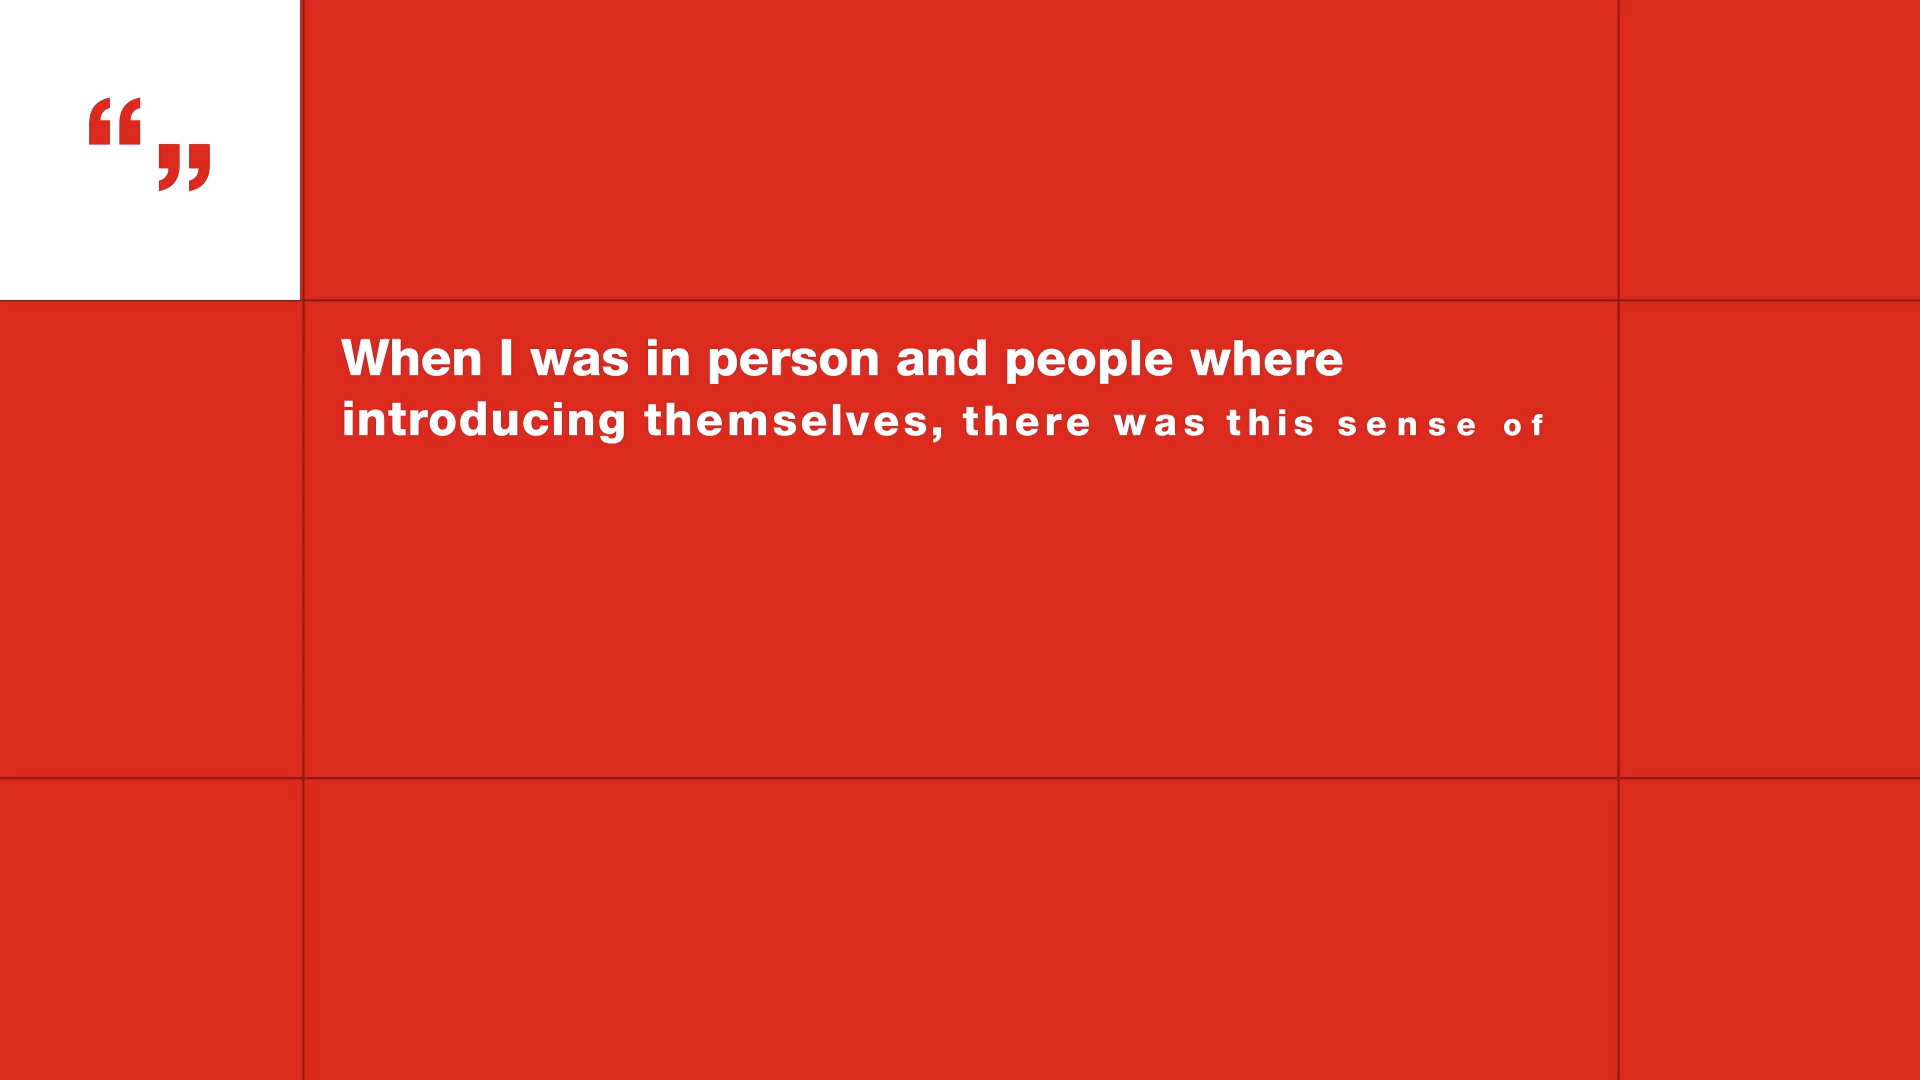 “”
When I was in person and people where
introducing themselves, there was this sense of